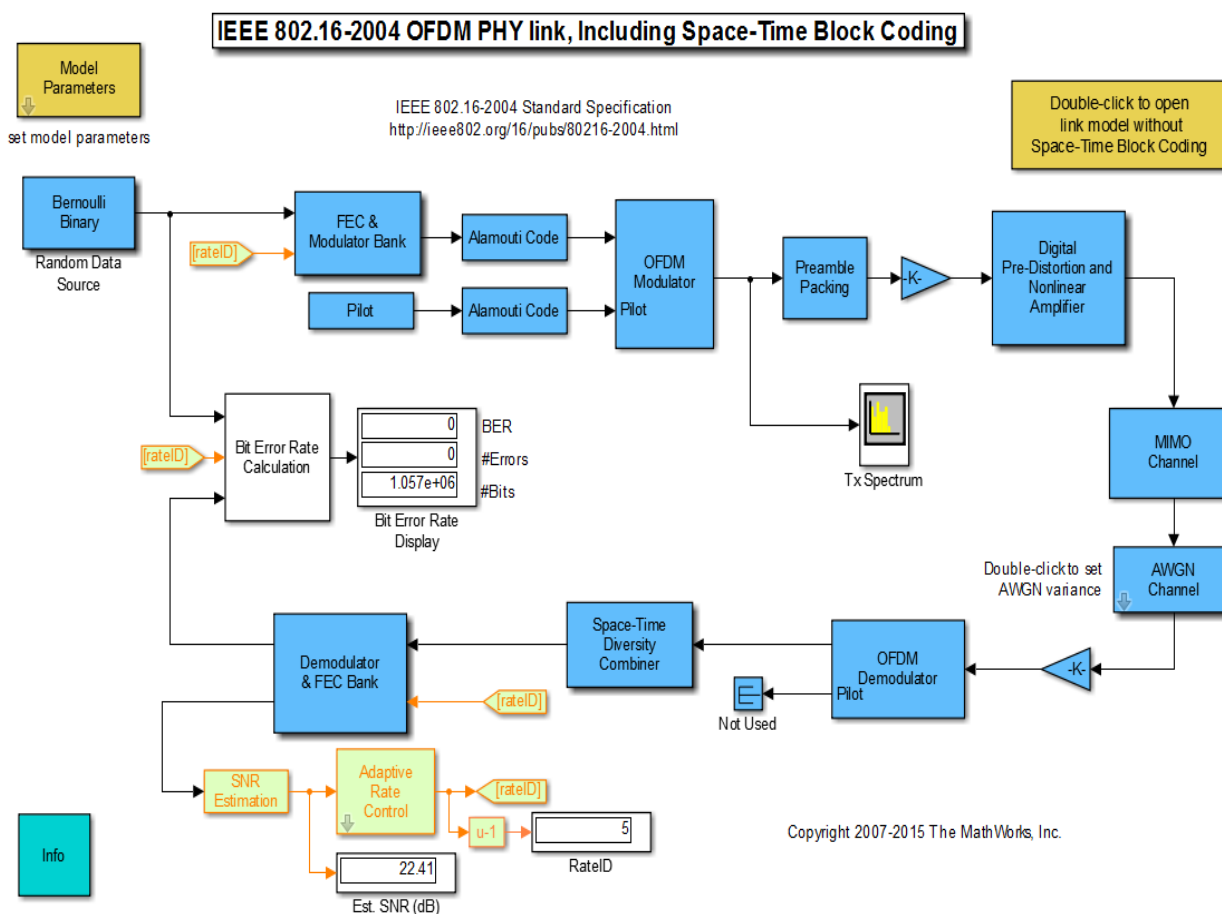 IEEE 802.16-2004 OFDM PHY link, Including Space-Time Block Coding
Model
Parameters
set model parameters
IEEE 802.16-2004 Standard Specification
http://ieee802.org/16/pubs/80216-2004.html
Double-click to open
link model without
Space-Time Block Coding
Bernoulli
Binary
Random Data
Source
[rateID]
FEC &
Modulator Bank
Alamouti Code
Pilot
Alamouti Code
OFDM
Modulator
Pilot
Preamble
Packing
-K-
Digital
Pre-Distortion and
Nonlinear
Amplifier
[rateID]
Bit Error Rate
Calculation
0
BER
0
#Errors
1.057e+06
#Bits
Bit Error Rate
Display
Tx Spectrum
MIMO
Channel
Double-click to set
AWGN variance
AWGN
Channel
Demodulator
& FEC Bank
Space-Time
Diversity
Combiner
OFDM
Demodulator
Pilot
-K-
[rateID]
Not Used
SNR
Estimation
Adaptive
Rate
Control
[rateID]
u-1
5
RateID
22.41
Est. SNR (dB)
Info
Copyright 2007-2015 The MathWorks, Inc.